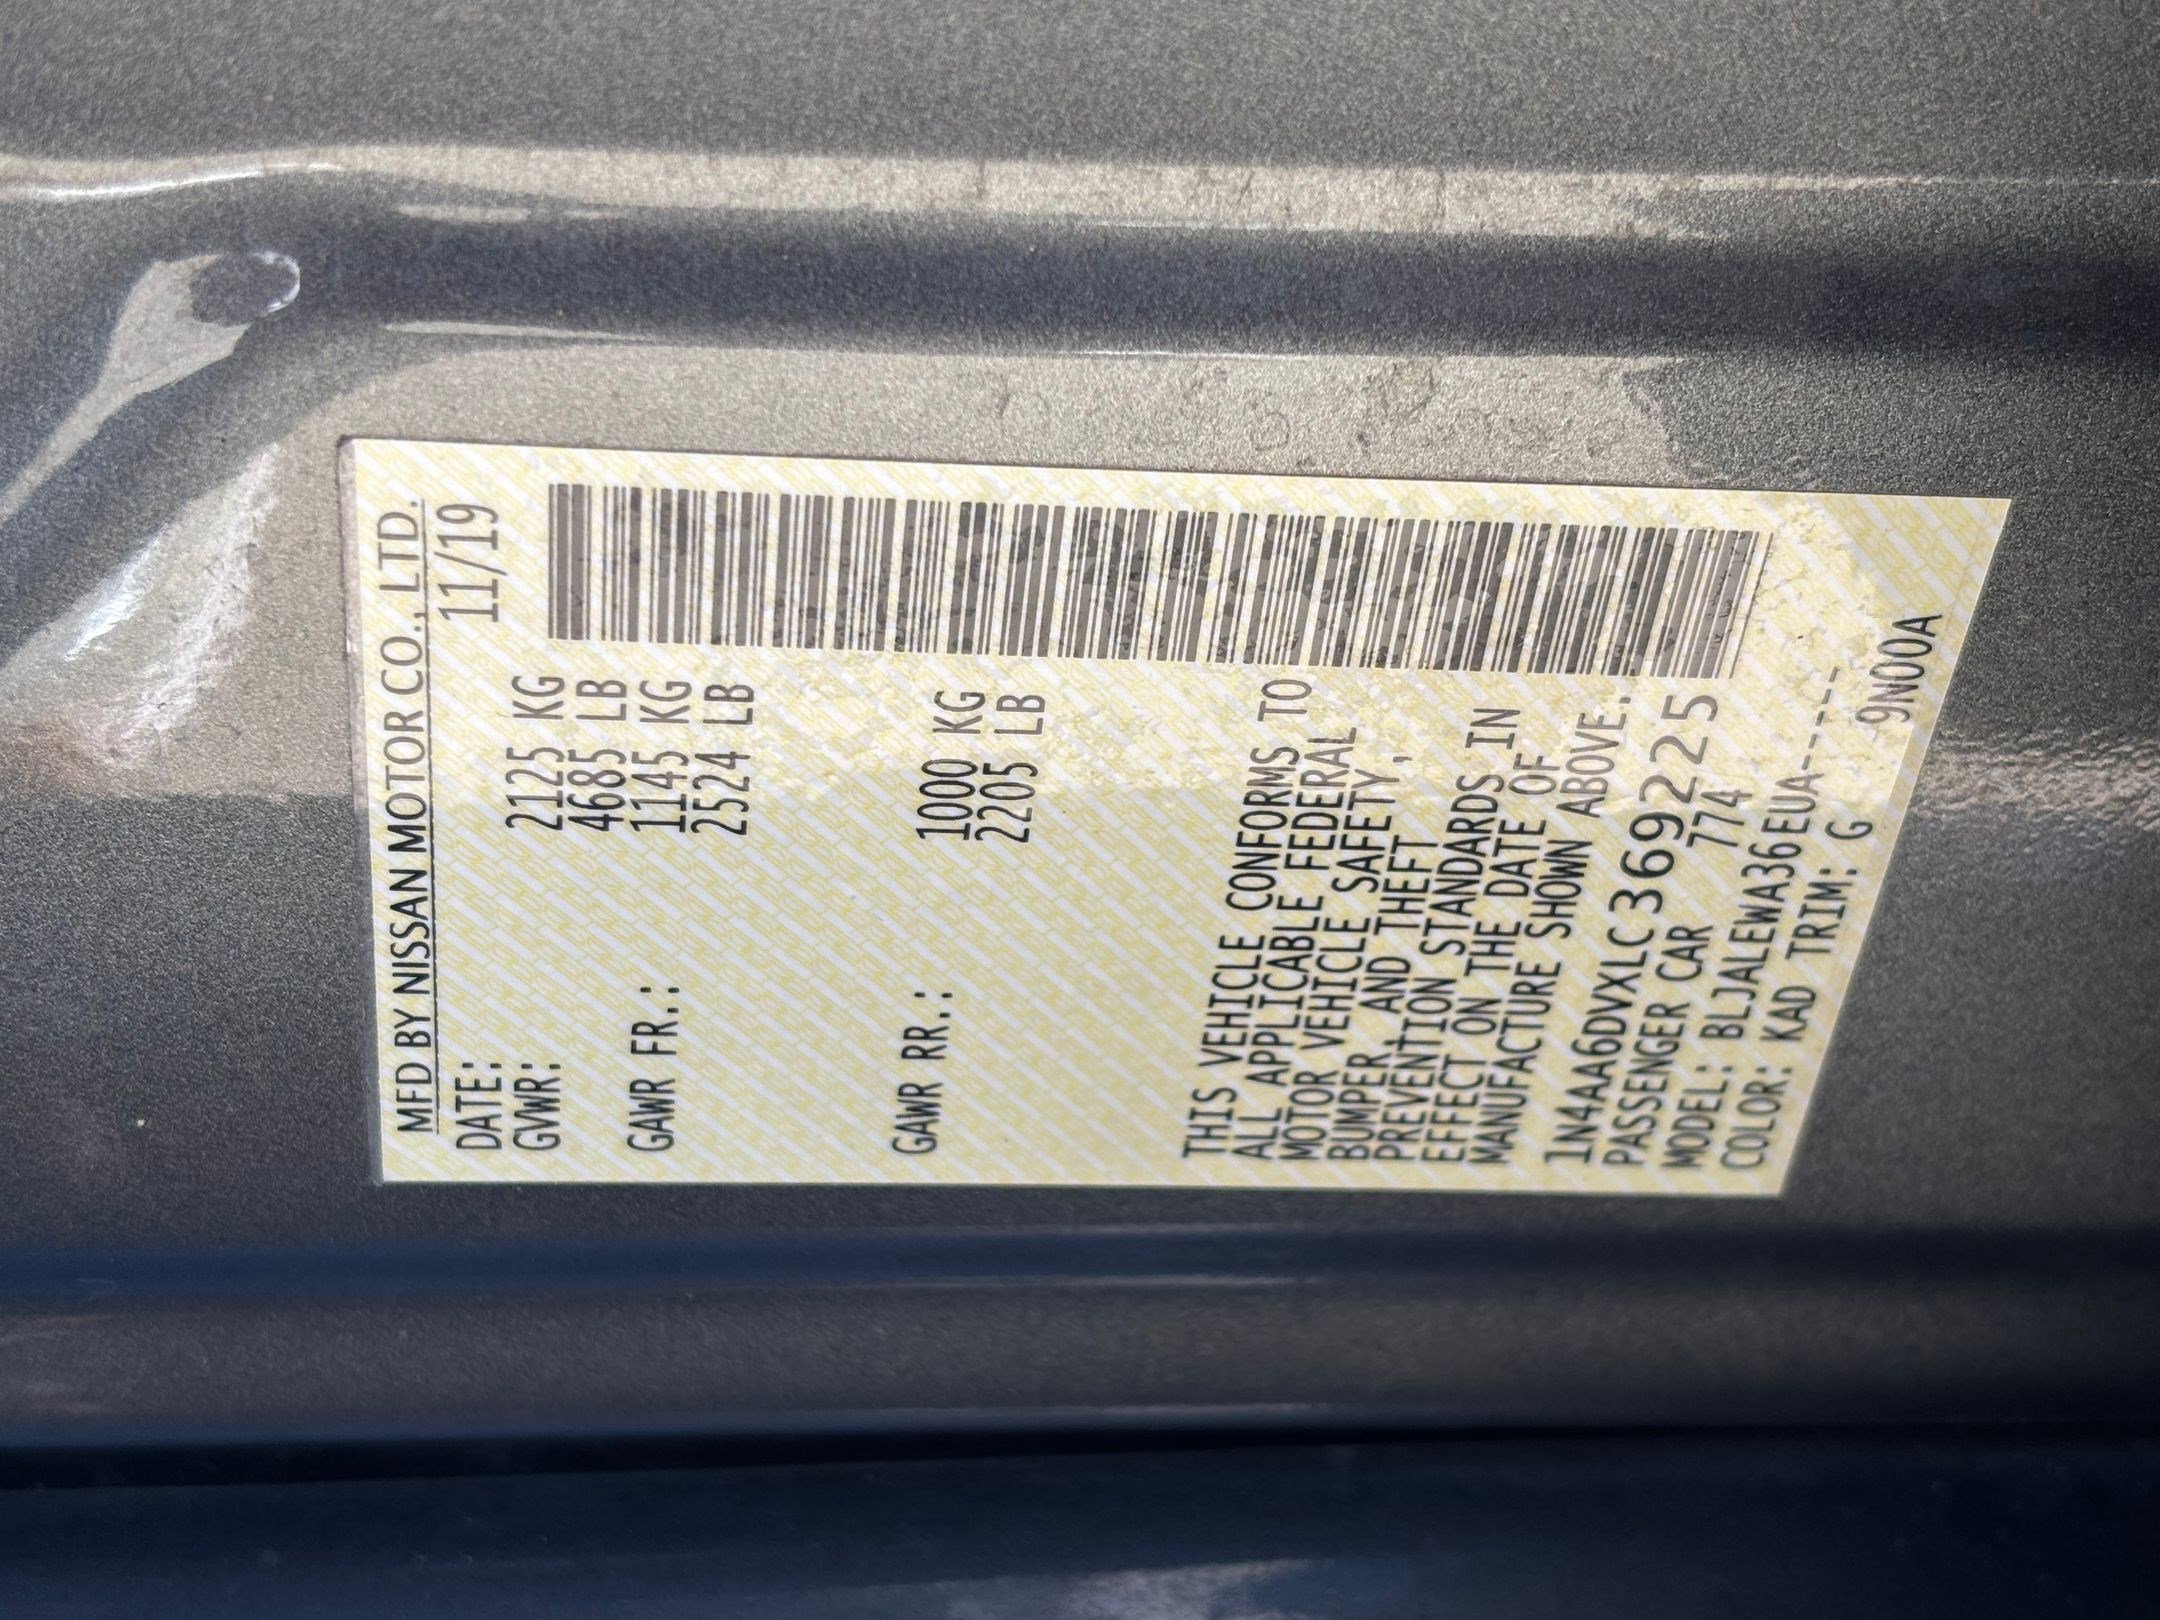 MFD BY NISSAN MOTOR CO., LTD.
DATE: 11/19
GVWR: 2125 KG
4685 LB
GAWR FR.: 1145 KG
2524 LB
GAWR RR.: 1000 KG
2205 LB
THIS VEHICLE CONFORMS TO
ALL APPLICABLE FEDERAL
MOTOR VEHICLE SAFETY,
BUMPER, AND THEFT
PREVENTION STANDARDS IN
EFFECT ON THE DATE OF
MANUFACTURE SHOWN ABOVE.
1N4AA6DVXLC369225
PASSENGER CAR 774
MODEL: BLJALEWA36EUA-----
COLOR: KAD TRIM: G 9N00A